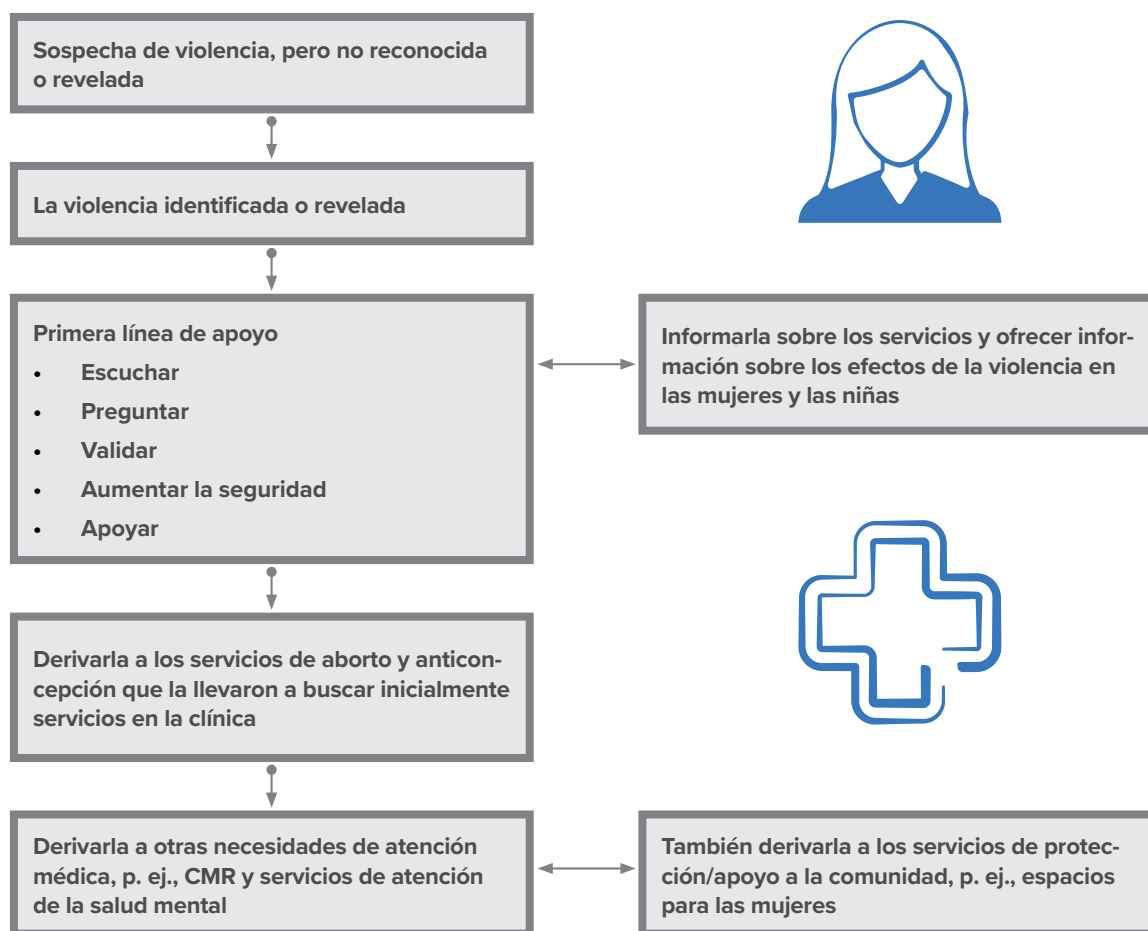 Sospecha de violencia, pero no reconocida
o revelada
La violencia identificada o revelada
Primera línea de apoyo
• Escuchar
• Preguntar
• Validar
• Aumentar la seguridad
• Apoyar
Informarla sobre los servicios y ofrecer infor-
mación sobre los efectos de la violencia en
las mujeres y las niñas
Derivarla a los servicios de aborto y anticon-
cepción que la llevaron a buscar inicialmente
servicios en la clínica
Derivarla a otras necesidades de atención
médica, p. ej., CMR y servicios de atención
de la salud mental
También derivarla a los servicios de protec-
ción/apoyo a la comunidad, p. ej., espacios
para las mujeres